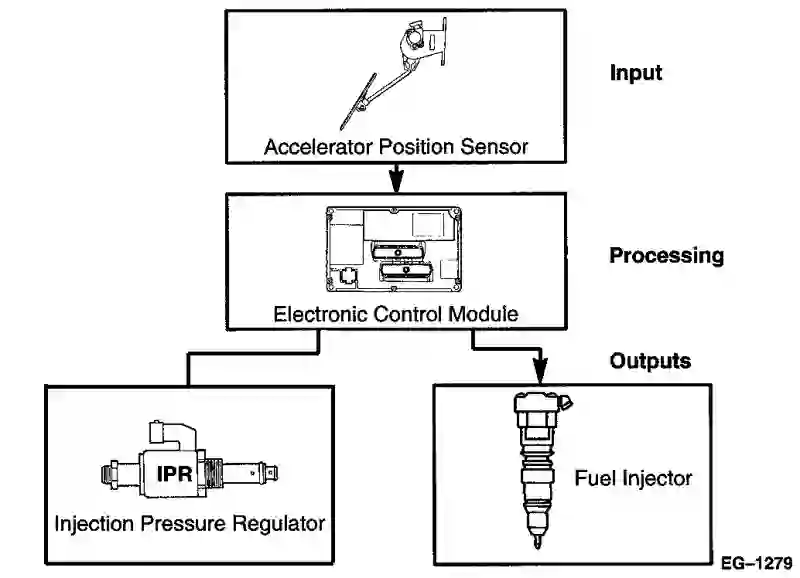 Input
Accelerator Position Sensor
Processing
Electronic Control Module
Outputs
IPR
Injection Pressure Regulator
Fuel Injector
EG–1279